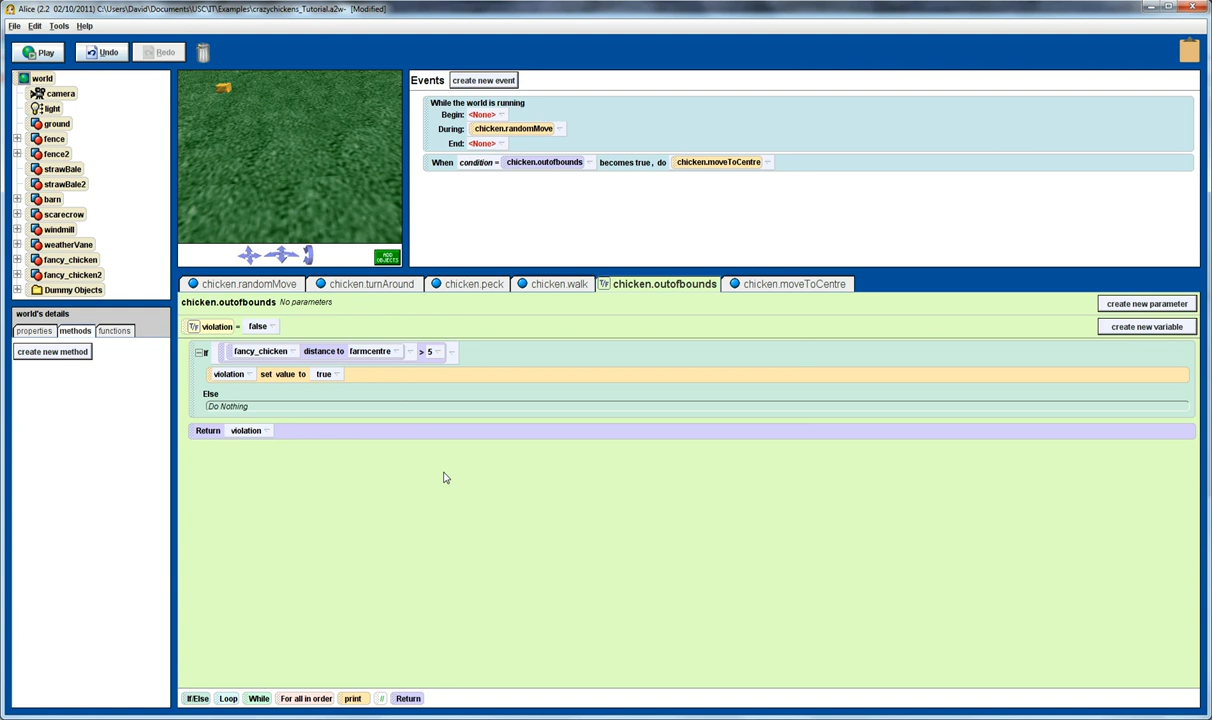 Alice (2.2 02/10/2011) C:\Users\David\Documents\USC\IT\Examples\crazychickens_Tutorial.a2w- [Modified]
File Edit Tools Help
Play Undo Redo
world
camera
light
ground
fence
fence2
strawBale
strawBale2
barn
scarecrow
windmill
weatherVane
fancy_chicken
fancy_chicken2
Dummy Objects
ADD OBJECTS
Events create new event
While the world is running
Begin: <None>
During: chicken.randomMove
End: <None>
When condition = chicken.outofbounds becomes true, do chicken.moveToCentre
world's details
properties methods functions
create new method
chicken.randomMove chicken.turnAround chicken.peck chicken.walk T/F chicken.outofbounds chicken.moveToCentre
chicken.outofbounds No parameters
create new parameter
T/F violation = false
create new variable
If fancy_chicken distance to farmcentre > 5
violation set value to true
Else
Do Nothing
Return violation
If/Else Loop While For all in order print // Return